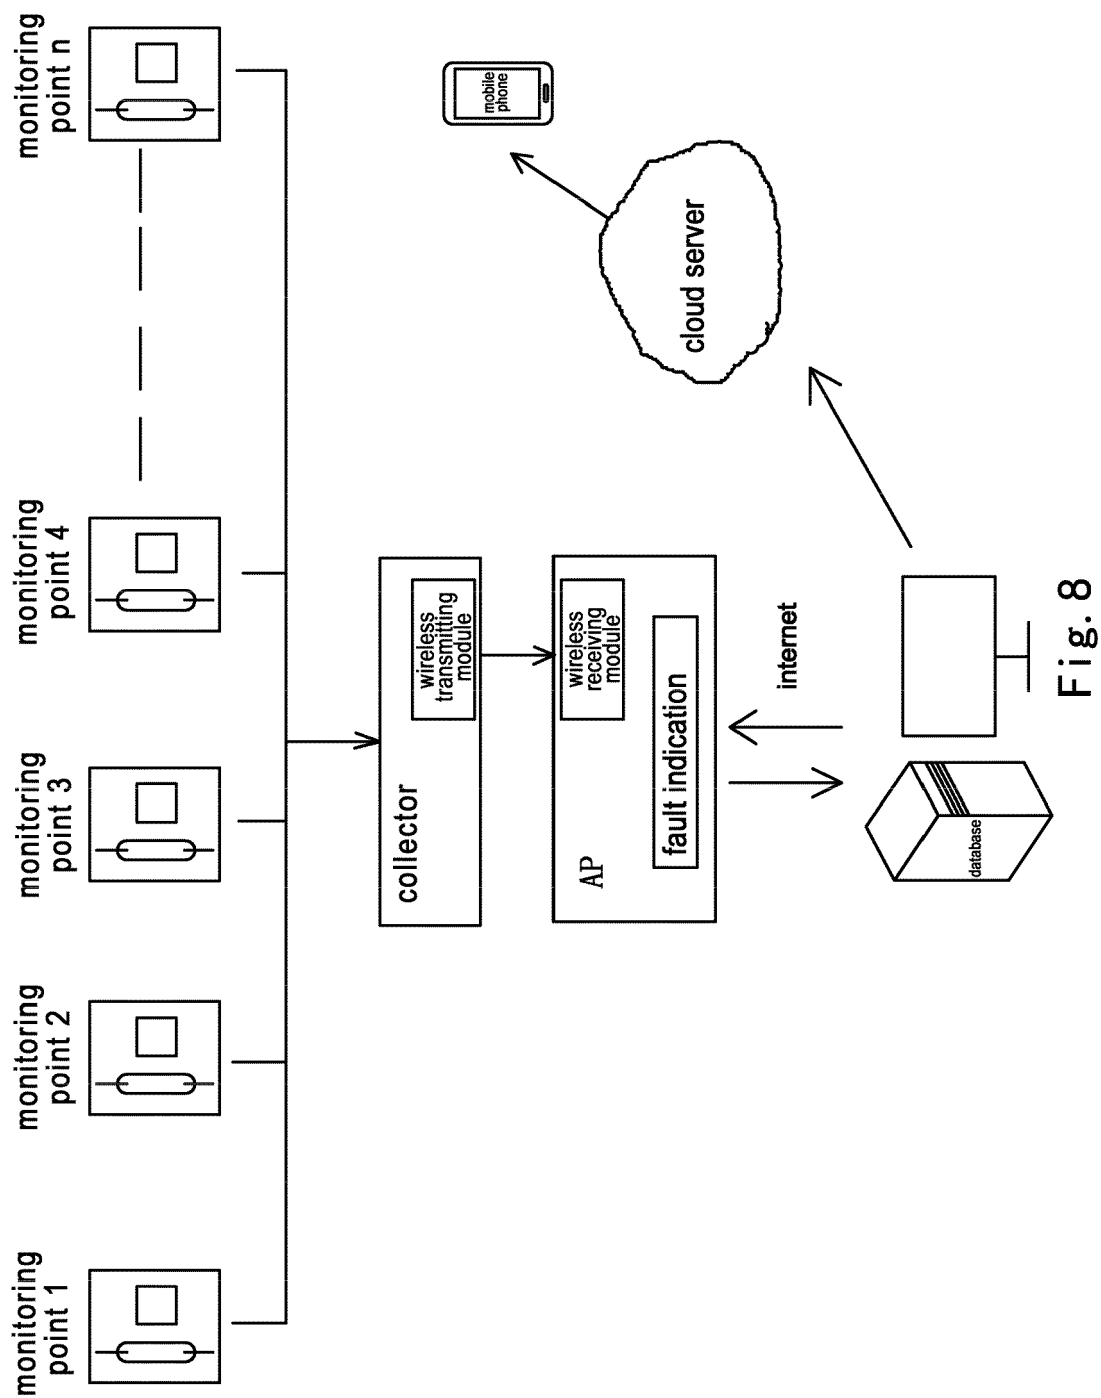 monitoring
point 1
monitoring
point 2
monitoring
point 3
monitoring
point 4
monitoring
point n
collector
wireless
transmitting
module
AP
wireless
receiving
module
fault indication
internet
database
cloud server
mobile
phone
Fig. 8